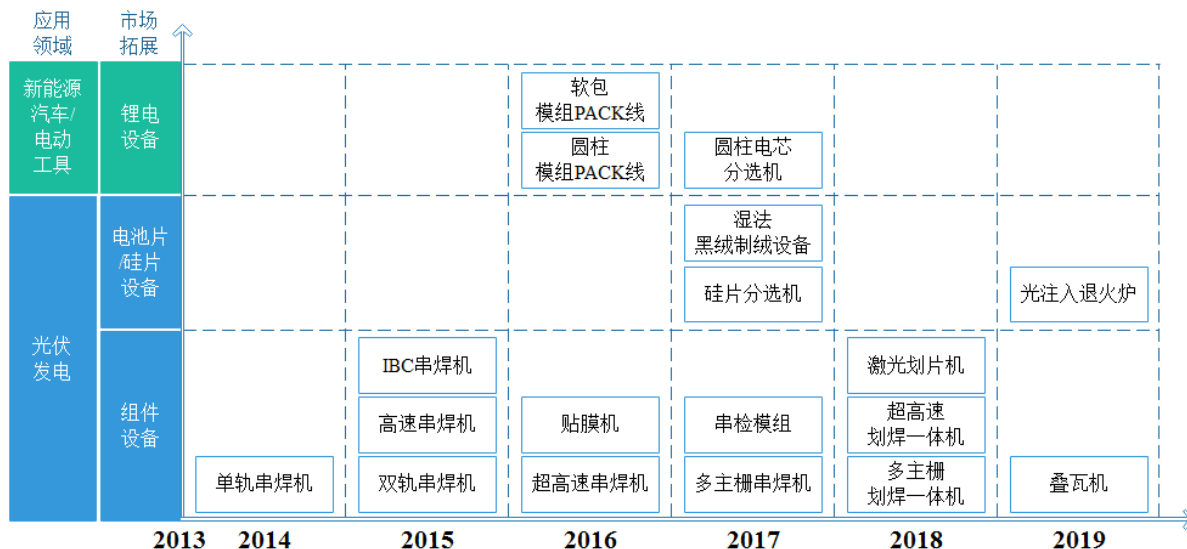 应用
领域
市场
拓展
新能源
汽车/
电动
工具
锂电
设备
软包
模组PACK线
圆柱
模组PACK线
圆柱电芯
分选机
光伏
发电
电池片
/硅片
设备
湿法
黑绒制绒设备
硅片分选机
光注入退火炉
组件
设备
IBC串焊机
激光划片机
高速串焊机
贴膜机
串检模组
超高速
划焊一体机
单轨串焊机
双轨串焊机
超高速串焊机
多主栅串焊机
多主栅
划焊一体机
叠瓦机
2013
2014
2015
2016
2017
2018
2019